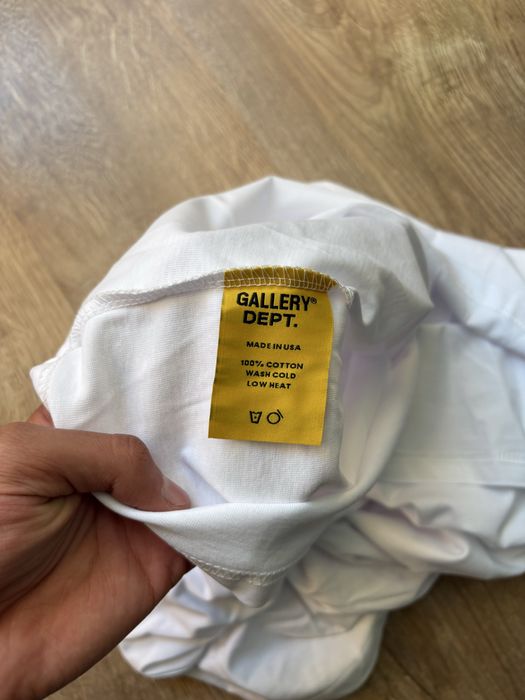 GALLERY®
DEPT.
MADE IN USA
100% COTTON
WASH COLD
LOW HEAT